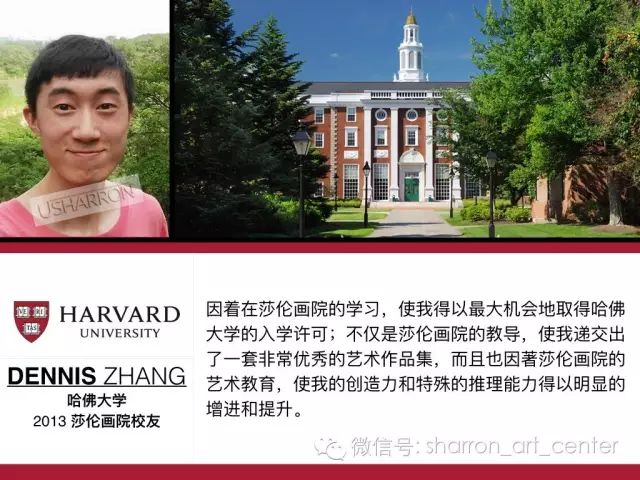 USHARRON
VE
RI
TAS
HARVARD
UNIVERSITY
DENNIS ZHANG
哈佛大学
2013 莎伦画院校友
因着在莎伦画院的学习，使我得以最大机会地取得哈佛
大学的入学许可；不仅是莎伦画院的教导，使我递交出
了一套非常优秀的艺术作品集，而且也因著莎伦画院的
艺术教育，使我的创造力和特殊的推理能力得以明显的
增进和提升。
微信号: sharron_art_center